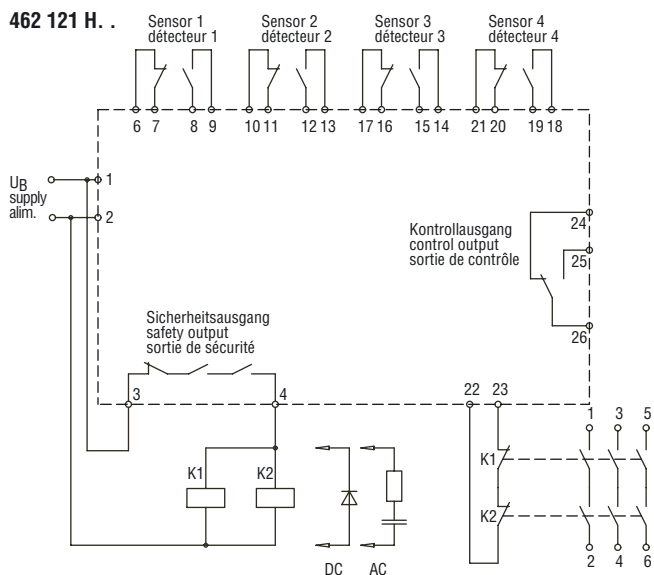 462 121 H. .
Sensor 1
détecteur 1
Sensor 2
détecteur 2
Sensor 3
détecteur 3
Sensor 4
détecteur 4
6 7 8 9 10 11 12 13 17 16 15 14 21 20 19 18
UB
supply
alim.
1
2
Kontrollausgang
control output
sortie de contrôle
24
25
26
Sicherheitsausgang
safety output
sortie de sécurité
3 4 22 23
1 3 5
K1 K2
K1
K2
DC AC
2 4 6